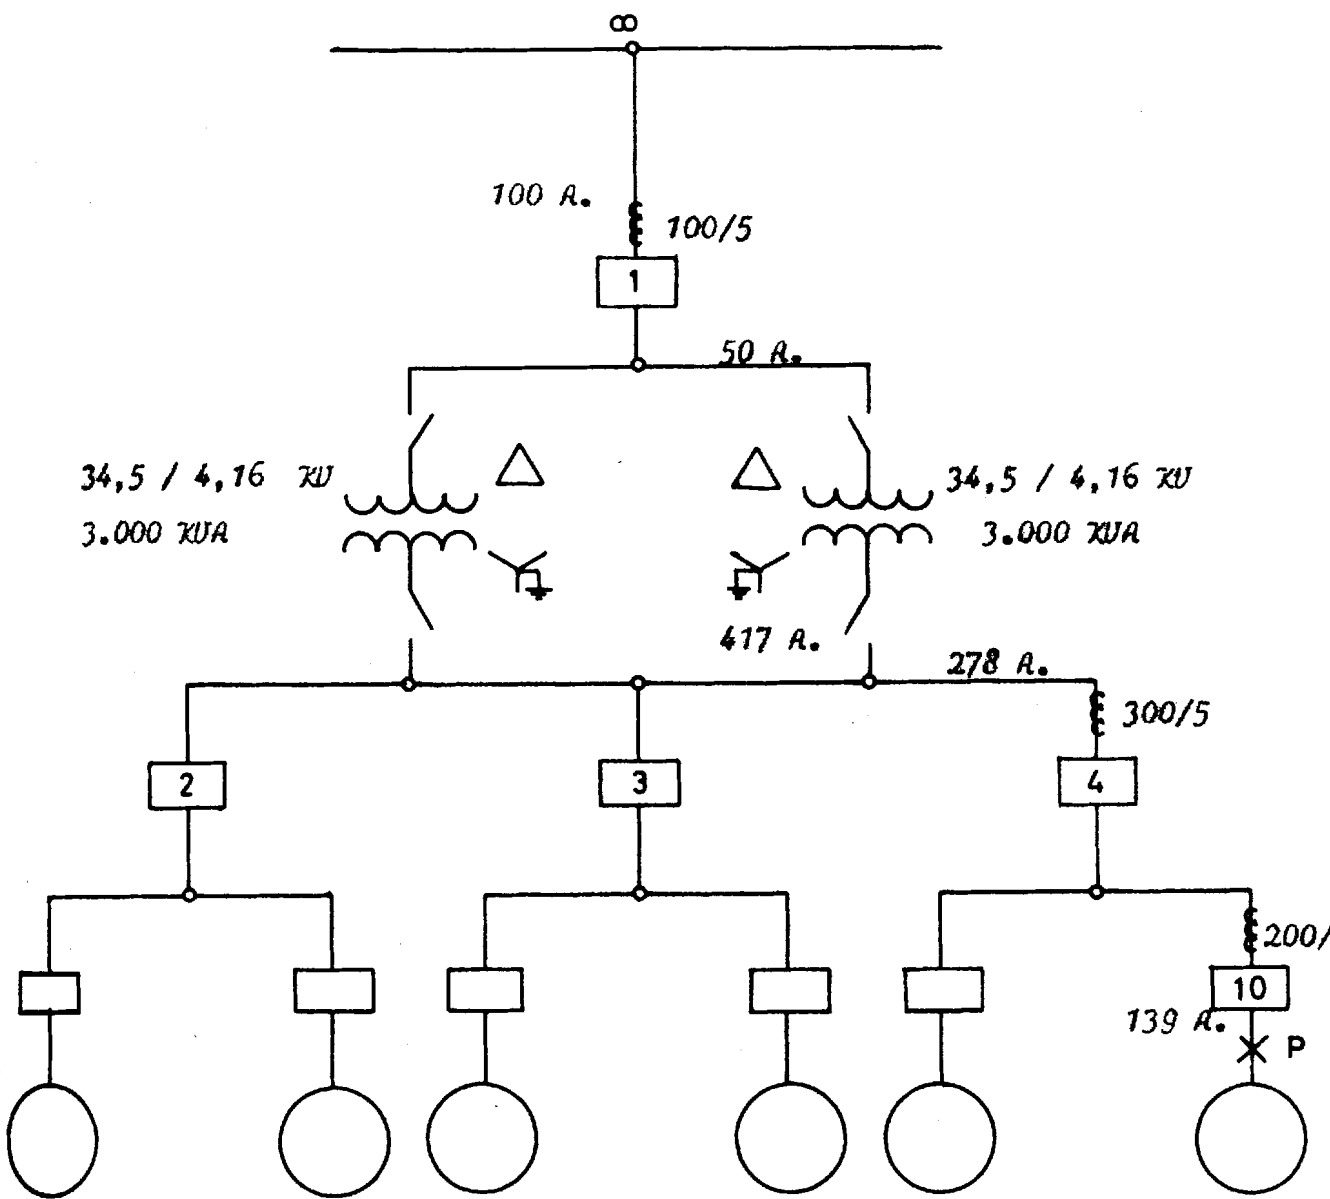 ∞
100 A.
100/5
1
50 A.
34,5 / 4,16 KV
34,5 / 4,16 KV
3.000 KVA
3.000 KVA
417 A.
278 A.
300/5
2
3
4
200/
10
139 A.
P